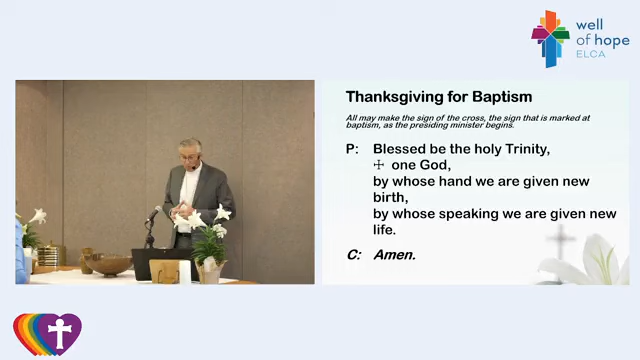 well
of hope
ELCA
Thanksgiving for Baptism
All may make the sign of the cross, the sign that is marked at
baptism, as the presiding minister begins.
P: Blessed be the holy Trinity,
☩ one God,
by whose hand we are given new
birth,
by whose speaking we are given new
life.
C: Amen.